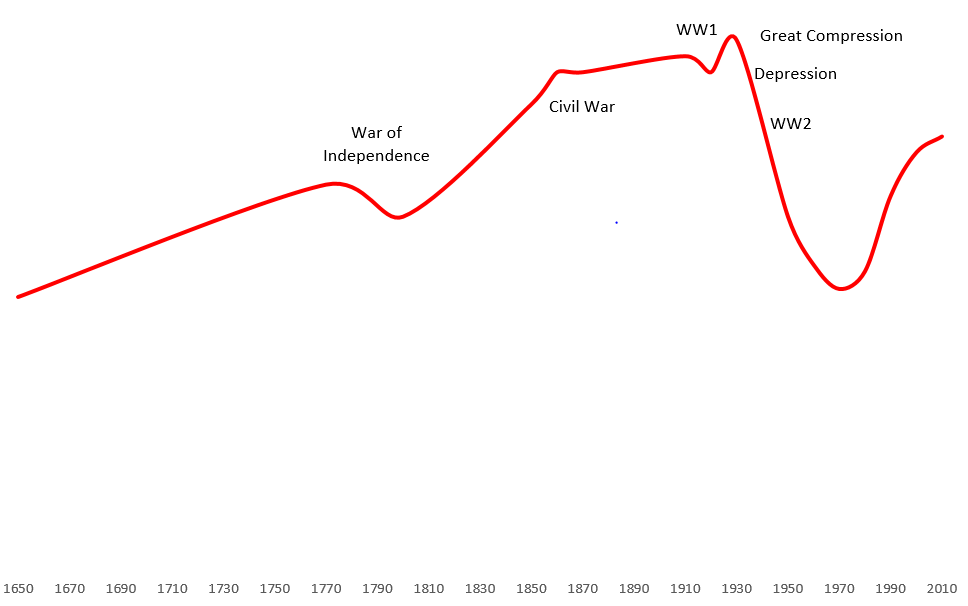 WW1
Great Compression
Depression
Civil War
WW2
War of
Independence
1650 1670 1690 1710 1730 1750 1770 1790 1810 1830 1850 1870 1890 1910 1930 1950 1970 1990 2010